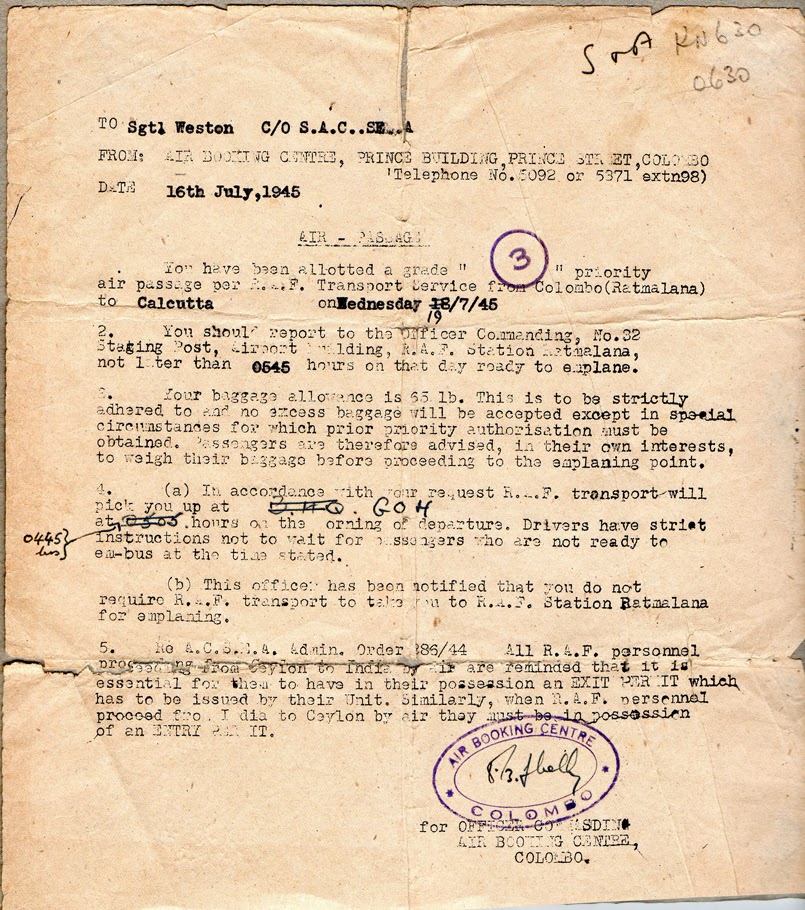 KN630
0630
TO Sgtl Weston C/O S.A.C..SE..A
FROM: AIR BOOKING CENTRE, PRINCE BUILDING,PRINCE STREET,COLOMBO
'Telephone No.5092 or 5371 extn98)
DATE 16th July,1945
AIR - PASSAGE
You have been allotted a grade " 3 " priority
air passage per R.A.F. Transport Service from Colombo(Ratmalana)
to Calcutta on Wednesday 18/7/45
19
2. You should report to the Officer Commanding, No.32
Staging Post, Airport Building, R.A.F. Station Ratmalana,
not later than 0545 hours on that day ready to emplane.
3. Your baggage allowance is 65 lb. This is to be strictly
adhered to and no excess baggage will be accepted except in special
circumstances for which prior priority authorisation must be
obtained. Passengers are therefore advised, in their own interests,
to weigh their baggage before proceeding to the emplaning point.
4. (a) In accordance with your request R.A.F. transport will
pick you up at B.H.Q. GOH
at 0505 hours on the morning of departure. Drivers have strict
0445 hrs} instructions not to wait for passengers who are not ready to
em-bus at the time stated.
(b) This officer has been notified that you do not
require R.A.F. transport to take you to R.A.F. Station Ratmalana
for emplaning.
5. Re A.C.S.E.A. Admin. Order 386/44 All R.A.F. personnel
proceeding from Ceylon to India by air are reminded that it is
essential for them to have in their possession an EXIT PERMIT which
has to be issued by their Unit. Similarly, when R.A.F. personnel
proceed from India to Ceylon by air they must be in possession
of an ENTRY PERMIT.
AIR BOOKING CENTRE
COLOMBO
for OFFICER COMMANDING
AIR BOOKING CENTRE,
COLOMBO.